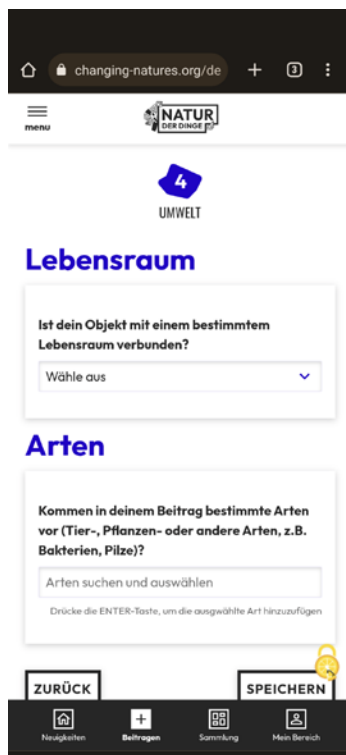 changing-natures.org/de
3
menu
NATUR
DER DINGE
4
UMWELT
Lebensraum
Ist dein Objekt mit einem bestimmtem
Lebensraum verbunden?
Wähle aus
Arten
Kommen in deinem Beitrag bestimmte Arten
vor (Tier-, Pflanzen- oder andere Arten, z.B.
Bakterien, Pilze)?
Arten suchen und auswählen
Drücke die ENTER-Taste, um die ausgwählte Art hinzuzufügen
ZURÜCK
SPEICHERN
Neuigkeiten
Beitragen
Sammlung
Mein Bereich